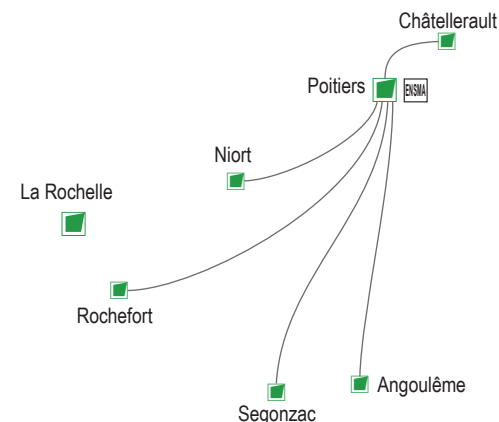 Châtellerault
Poitiers
ENSMA
Niort
La Rochelle
Rochefort
Angoulême
Segonzac